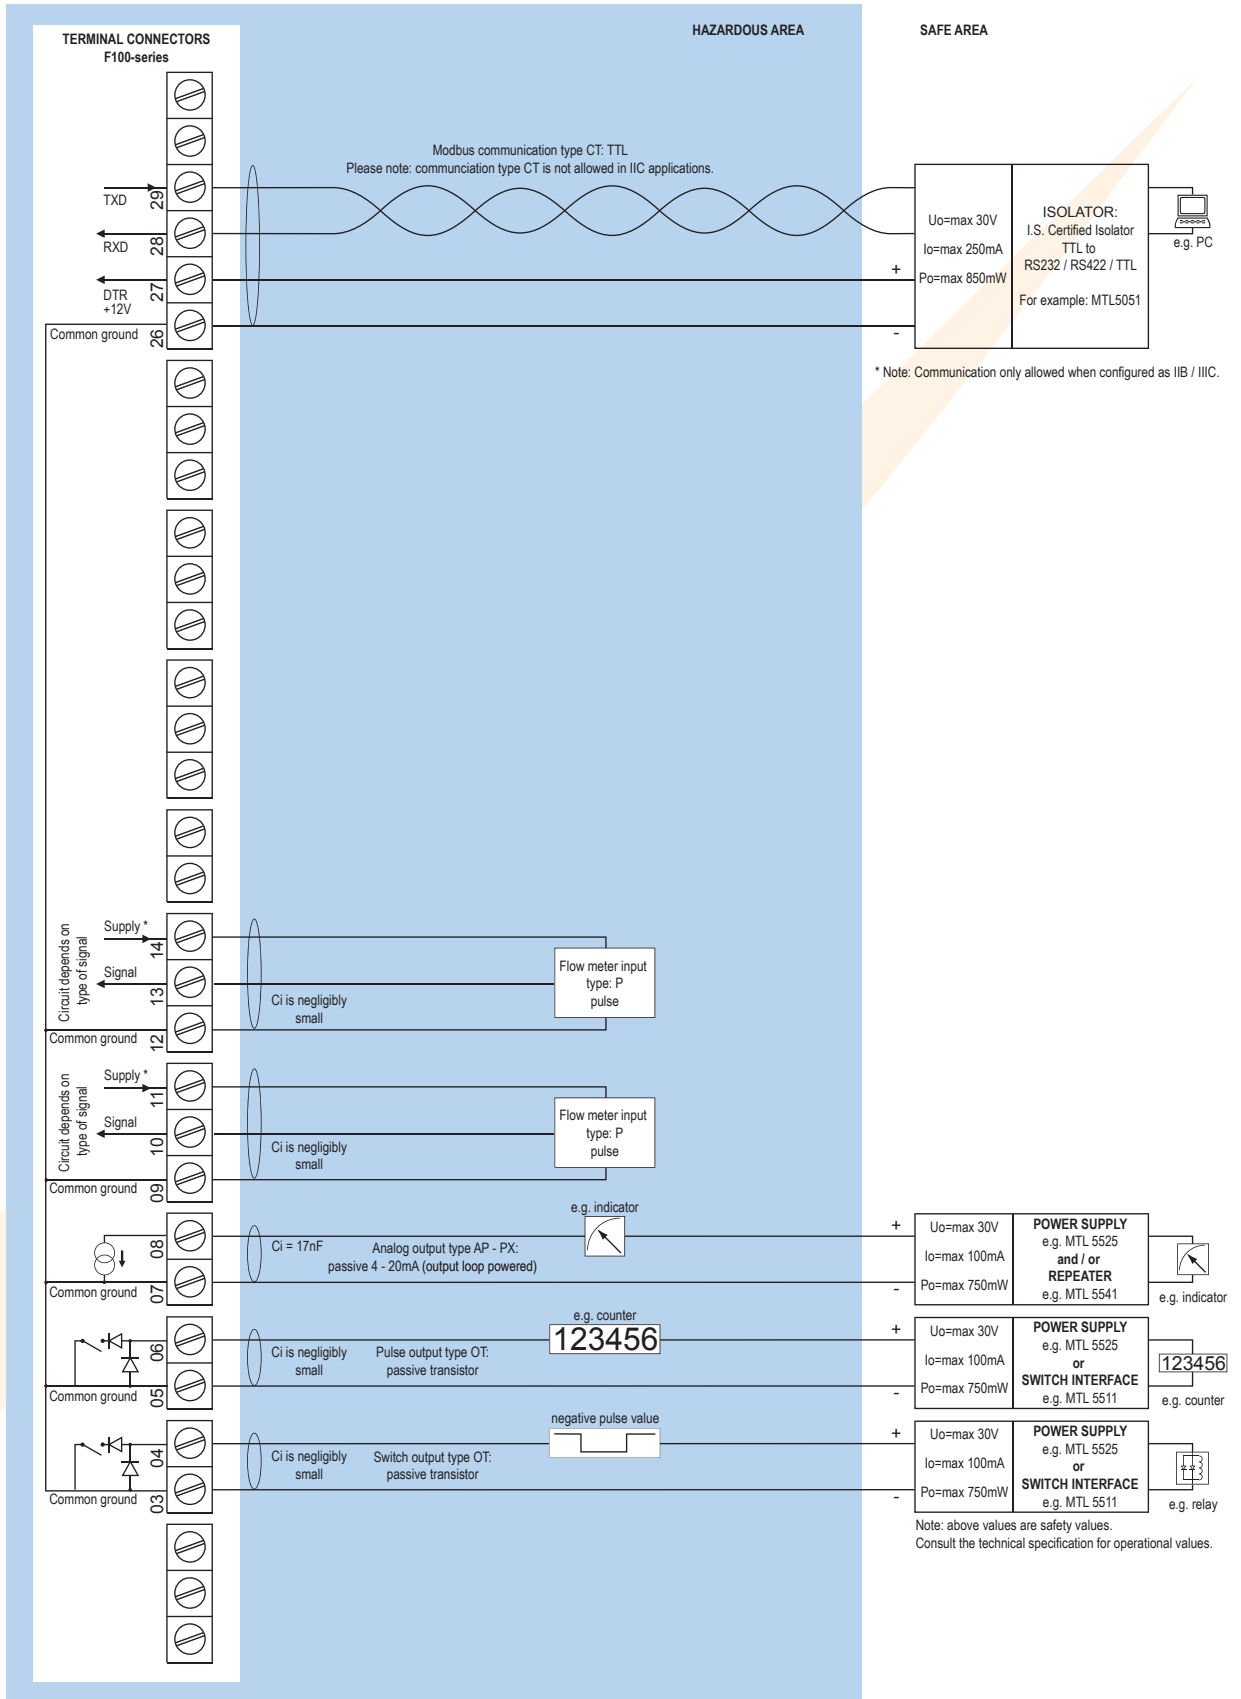 HAZARDOUS AREA
SAFE AREA
TERMINAL CONNECTORS
F100-series
Modbus communication type CT: TTL
Please note: communciation type CT is not allowed in IIC applications.
TXD
29
RXD
28
DTR
+12V
27
Common ground
26
+
-
Uo=max 30V
Io=max 250mA
Po=max 850mW
ISOLATOR:
I.S. Certified Isolator
TTL to
RS232 / RS422 / TTL
For example: MTL5051
e.g. PC
* Note: Communication only allowed when configured as IIB / IIIC.
Circuit depends on
type of signal
Supply *
14
Signal
13
Common ground
12
Ci is negligibly
small
Flow meter input
type: P
pulse
Circuit depends on
type of signal
Supply *
11
Signal
10
Common ground
09
Ci is negligibly
small
Flow meter input
type: P
pulse
08
Common ground
07
Ci = 17nF
Analog output type AP - PX:
passive 4 - 20mA (output loop powered)
e.g. indicator
+
-
Uo=max 30V
Io=max 100mA
Po=max 750mW
POWER SUPPLY
e.g. MTL 5525
and / or
REPEATER
e.g. MTL 5541
e.g. indicator
06
Common ground
05
Ci is negligibly
small
Pulse output type OT:
passive transistor
e.g. counter
123456
+
-
Uo=max 30V
Io=max 100mA
Po=max 750mW
POWER SUPPLY
e.g. MTL 5525
or
SWITCH INTERFACE
e.g. MTL 5511
123456
e.g. counter
04
Common ground
03
Ci is negligibly
small
Switch output type OT:
passive transistor
negative pulse value
+
-
Uo=max 30V
Io=max 100mA
Po=max 750mW
POWER SUPPLY
e.g. MTL 5525
or
SWITCH INTERFACE
e.g. MTL 5511
e.g. relay
Note: above values are safety values.
Consult the technical specification for operational values.